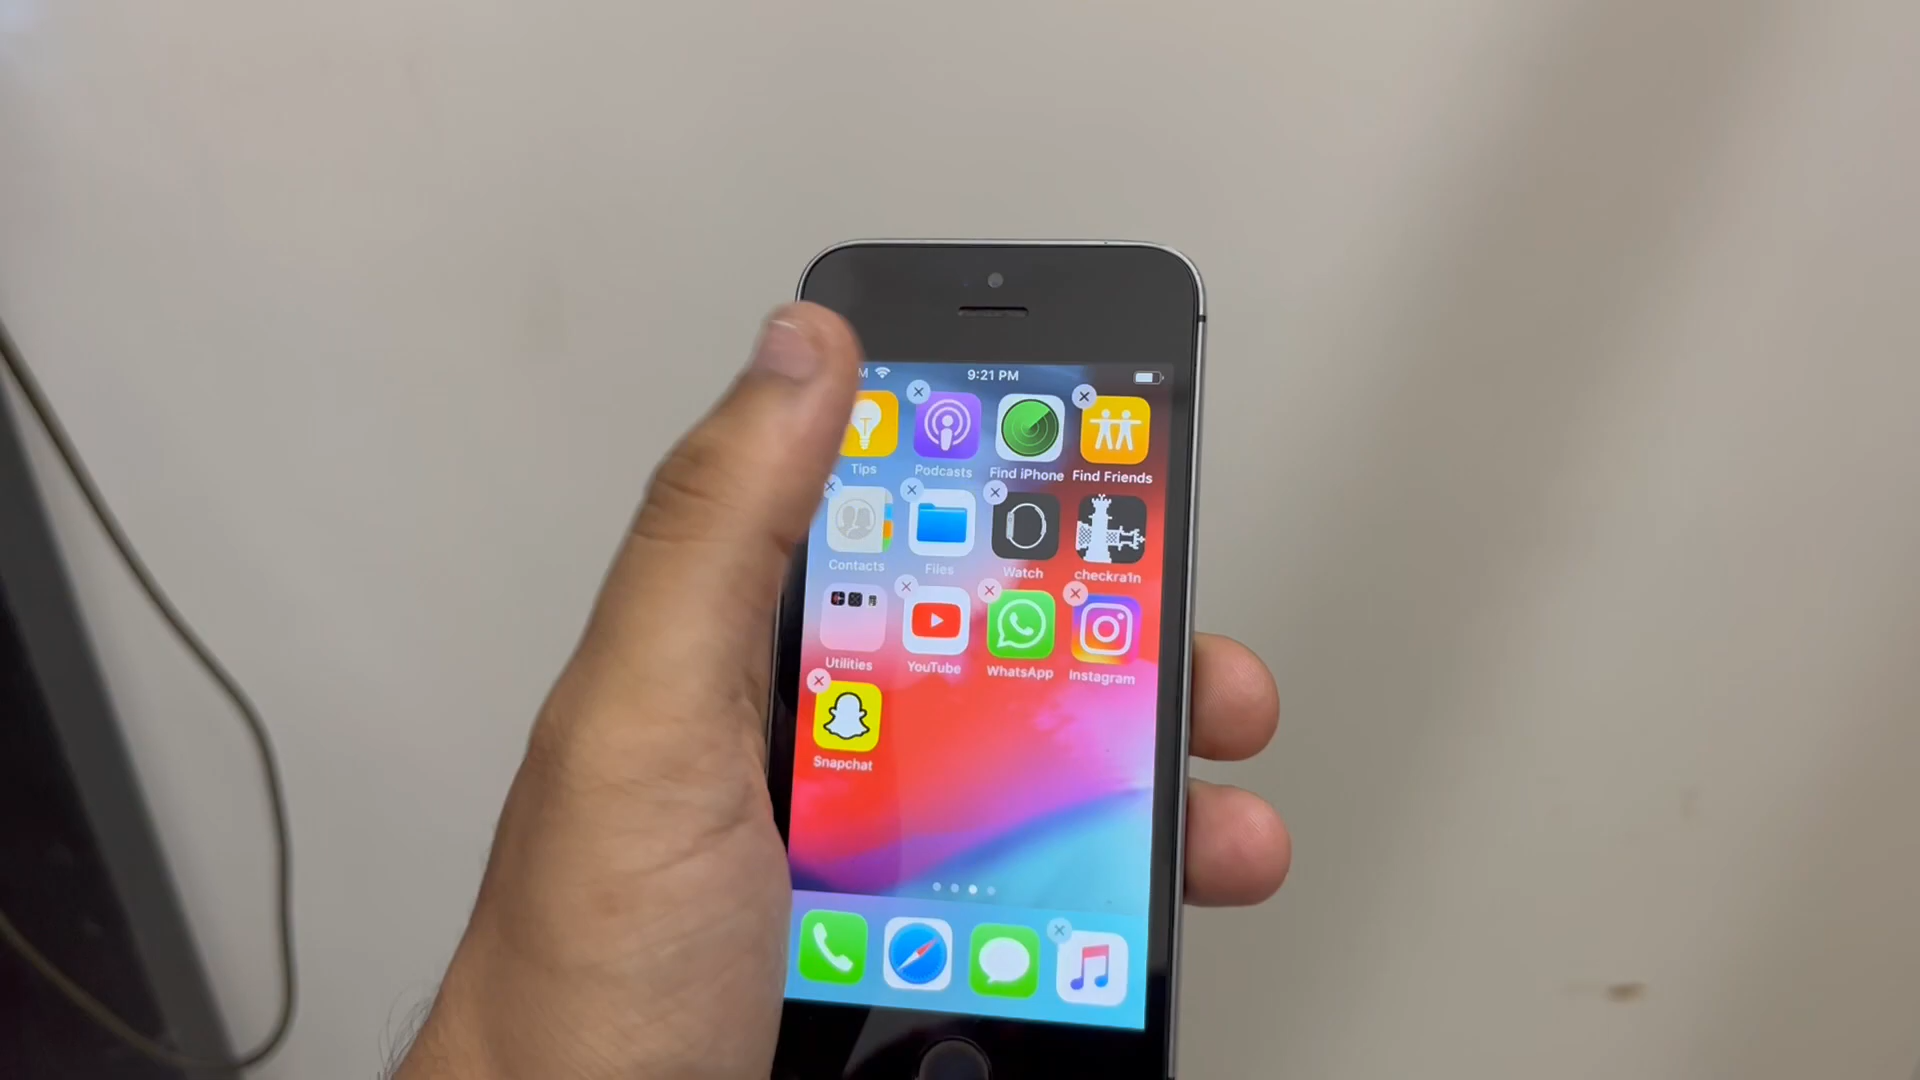 M 9:21 PM
Tips Podcasts Find iPhone Find Friends
Contacts Files Watch checkra1n
Utilities YouTube WhatsApp Instagram
Snapchat